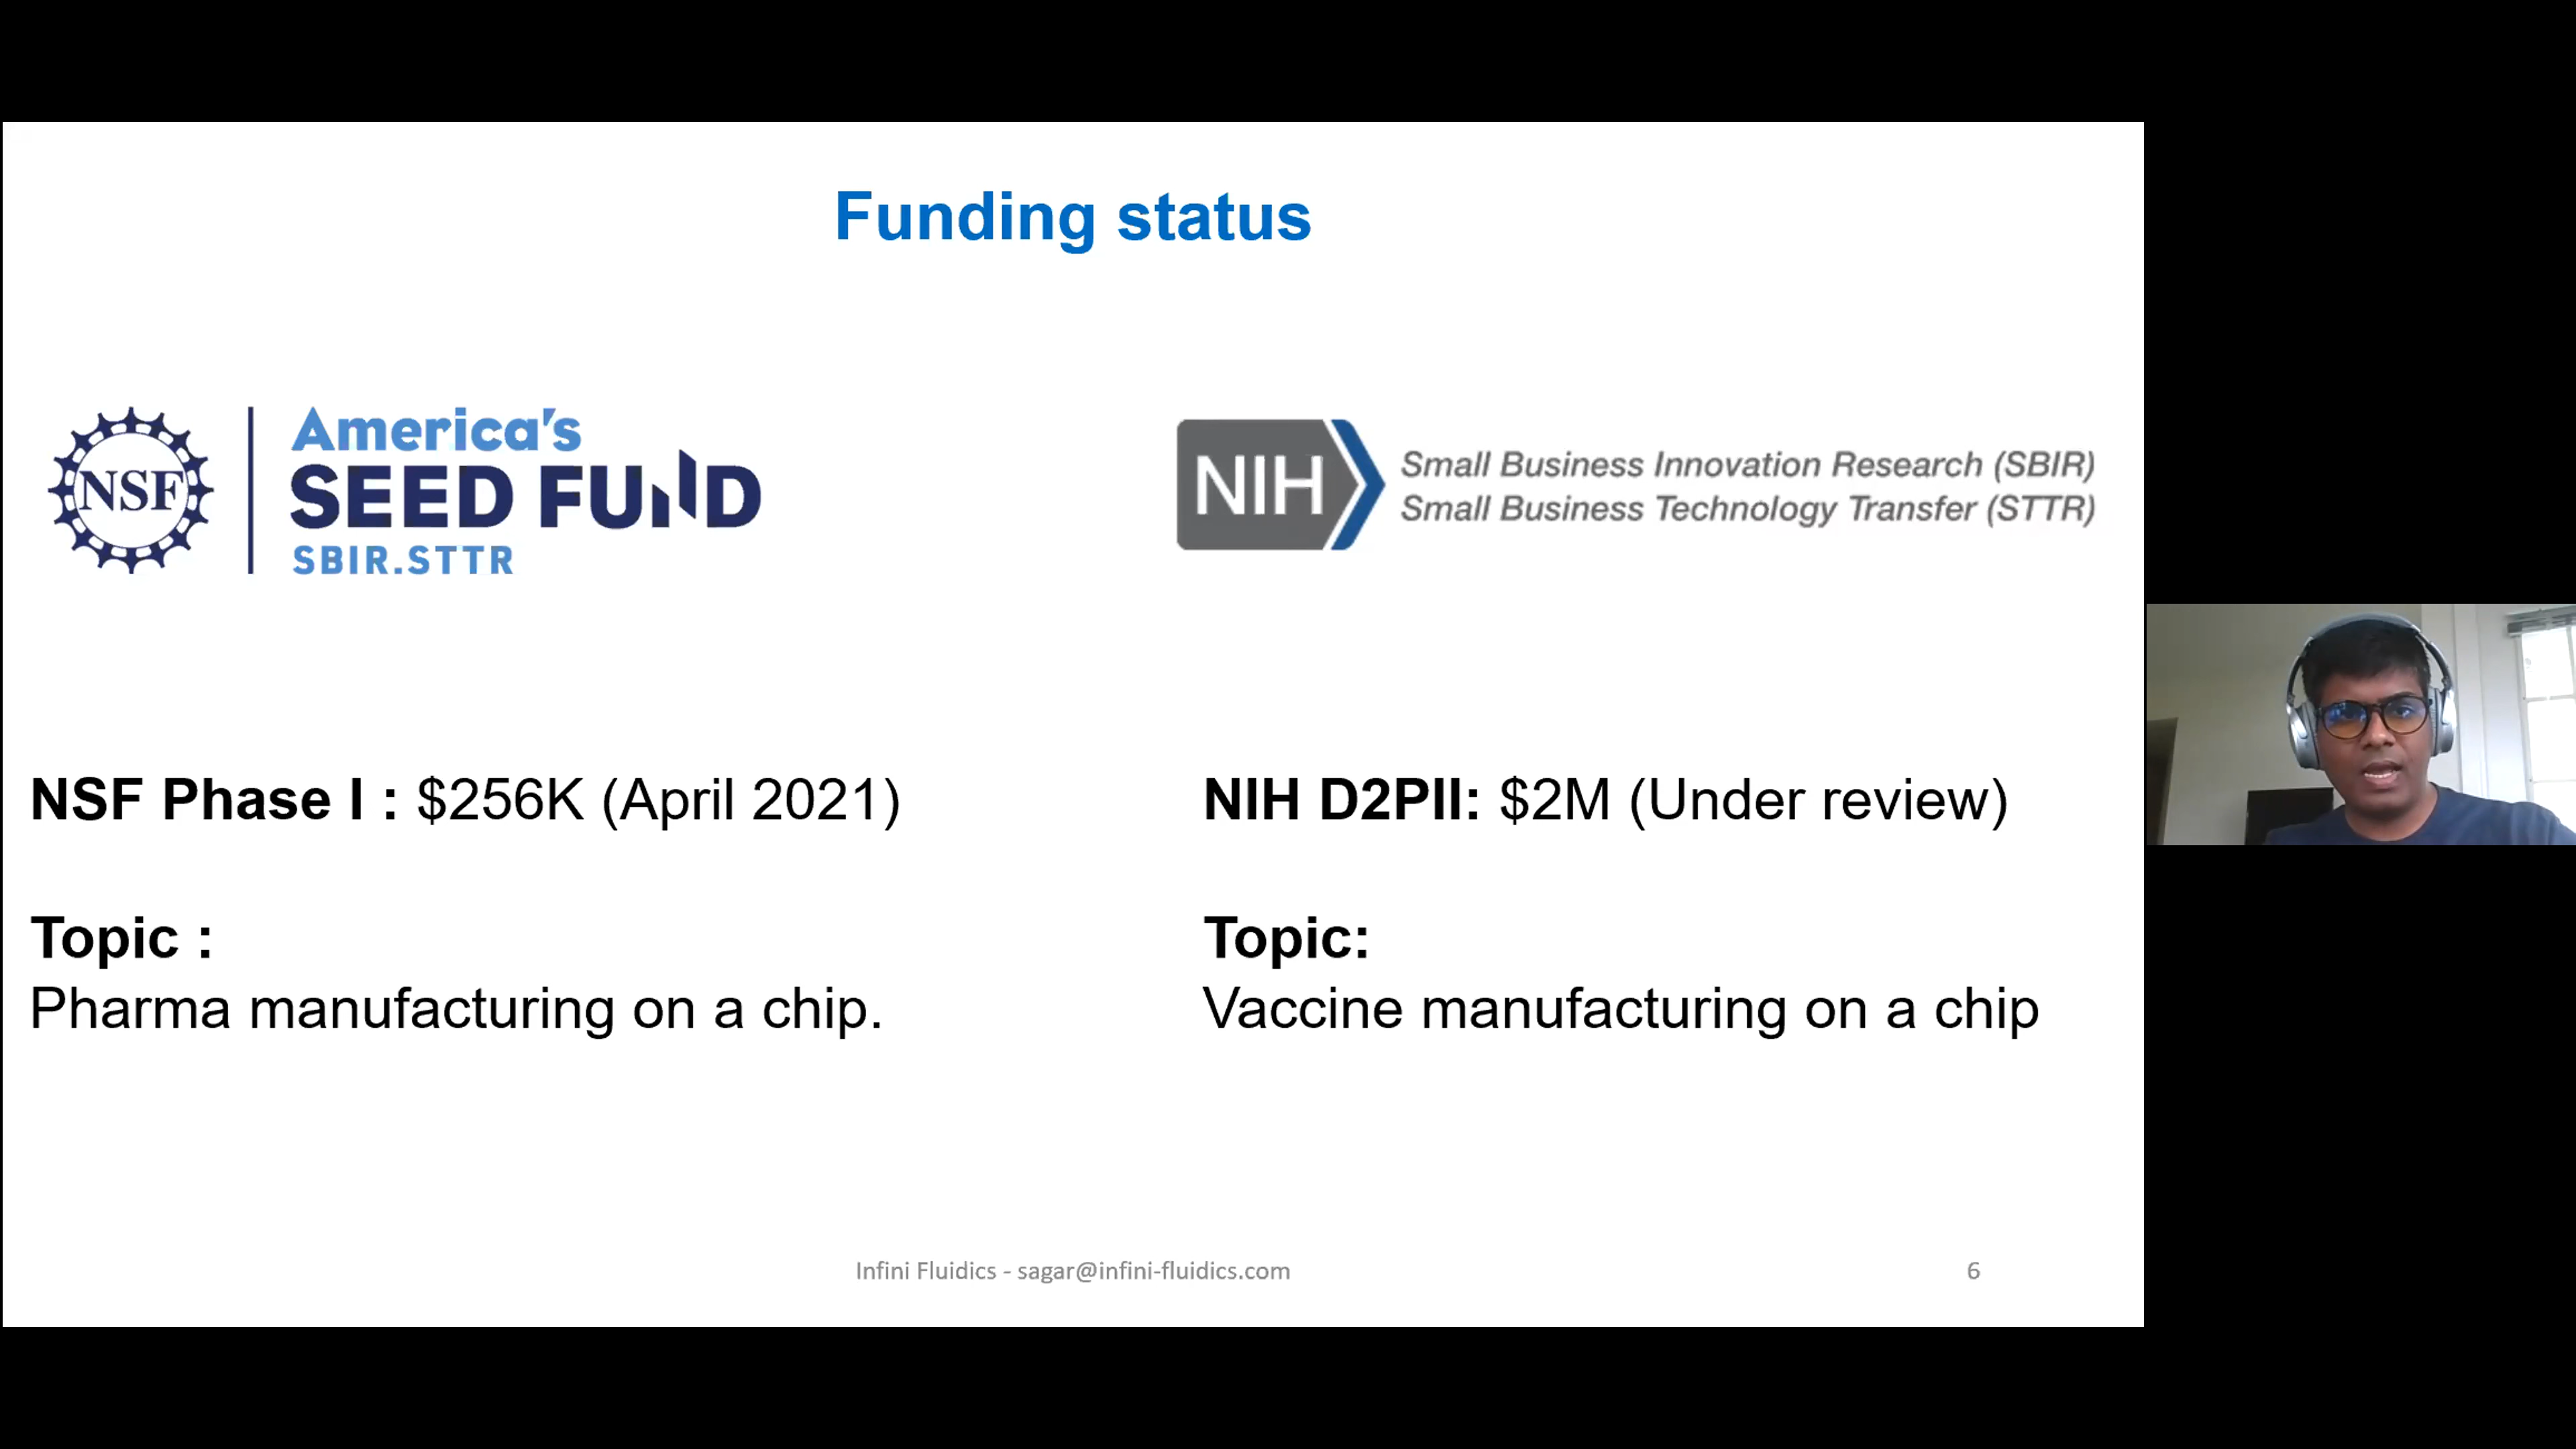 Funding status
NSF
America's
SEED FUND
SBIR.STTR
NIH
Small Business Innovation Research (SBIR)
Small Business Technology Transfer (STTR)
NSF Phase I : $256K (April 2021)
Topic :
Pharma manufacturing on a chip.
NIH D2PII: $2M (Under review)
Topic:
Vaccine manufacturing on a chip
Infini Fluidics - sagar@infini-fluidics.com
6